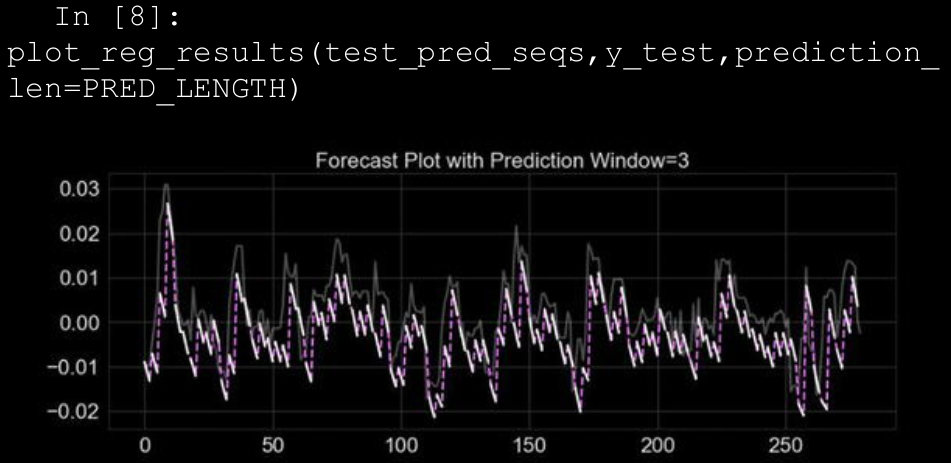 In [8]:
plot_reg_results(test_pred_seqs,y_test,prediction_
len=PRED_LENGTH)
Forecast Plot with Prediction Window=3
0.03
0.02
0.01
0.00
−0.01
−0.02
0 50 100 150 200 250